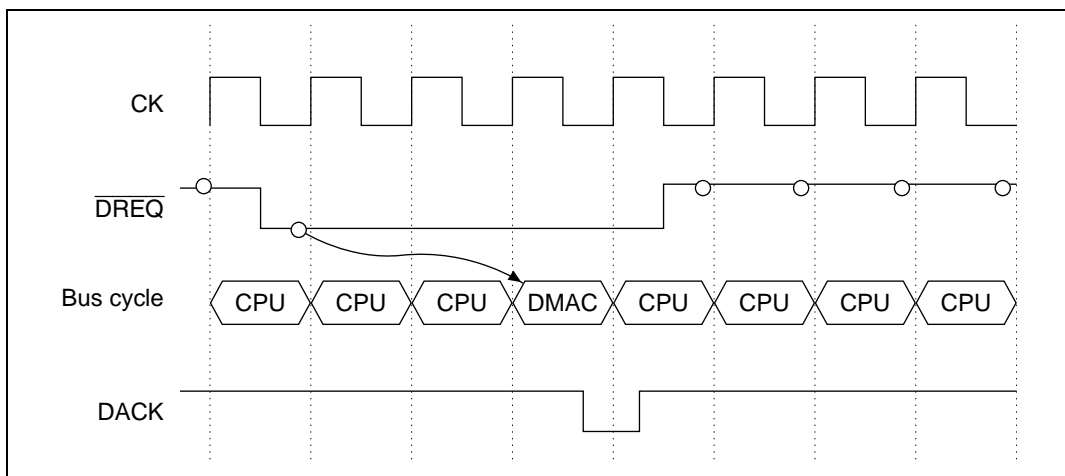 CK
DREQ
Bus cycle CPU CPU CPU DMAC CPU CPU CPU CPU
DACK